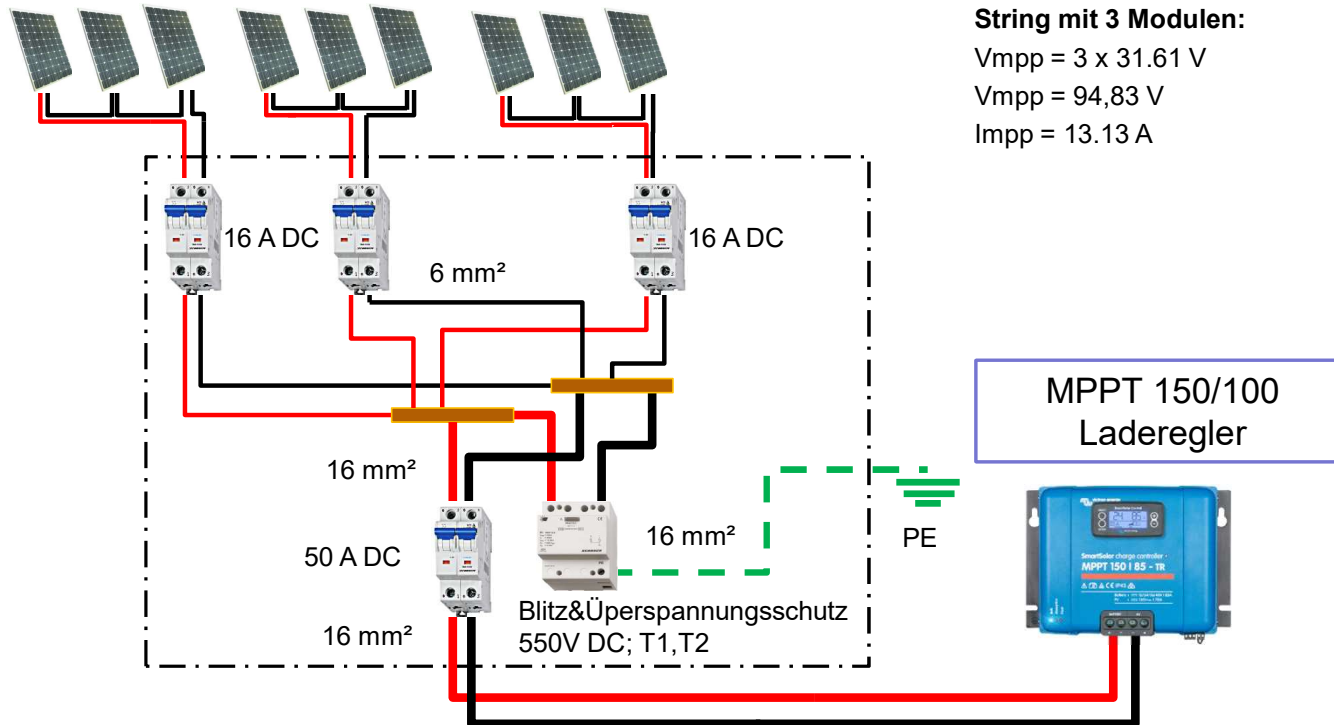 String mit 3 Modulen:
Vmpp = 3 x 31.61 V
Vmpp = 94,83 V
Impp = 13.13 A
16 A DC
16 A DC
6 mm²
MPPT 150/100
Laderegler
16 mm²
50 A DC
16 mm²
PE
Blitz&Üperspannungsschutz
550V DC; T1,T2
16 mm²
SmartSolar charge controller
MPPT 150 | 85 - TR